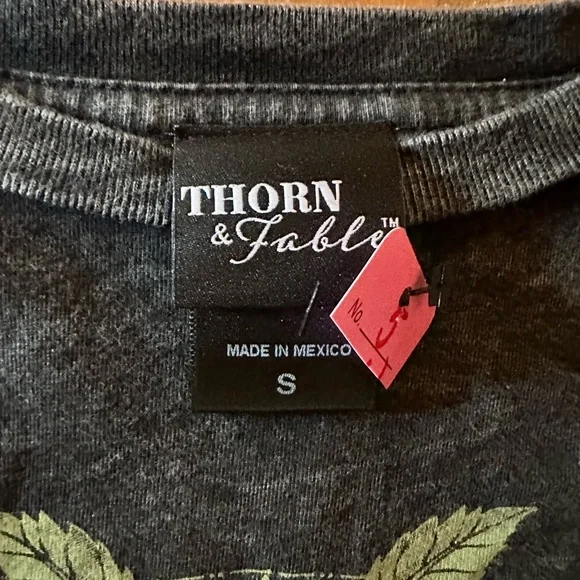 THORN
& Fable™
MADE IN MEXICO
S
No.